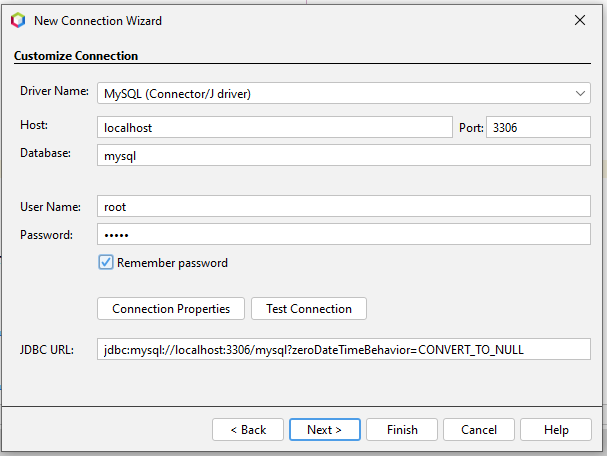 New Connection Wizard
Customize Connection
Driver Name: MySQL (Connector/J driver)
Host: localhost Port: 3306
Database: mysql
User Name: root
Password: •••••
Remember password
Connection Properties Test Connection
JDBC URL: jdbc:mysql://localhost:3306/mysql?zeroDateTimeBehavior=CONVERT_TO_NULL
< Back Next > Finish Cancel Help